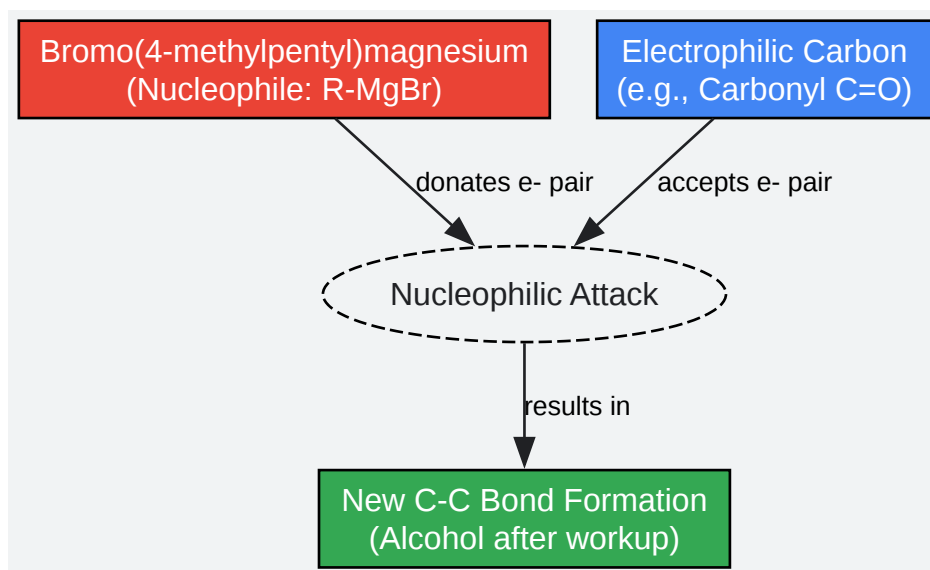 Bromo(4-methylpentyl)magnesium
(Nucleophile: R-MgBr)
Electrophilic Carbon
(e.g., Carbonyl C=O)
donates e- pair
accepts e- pair
Nucleophilic Attack
results in
New C-C Bond Formation
(Alcohol after workup)